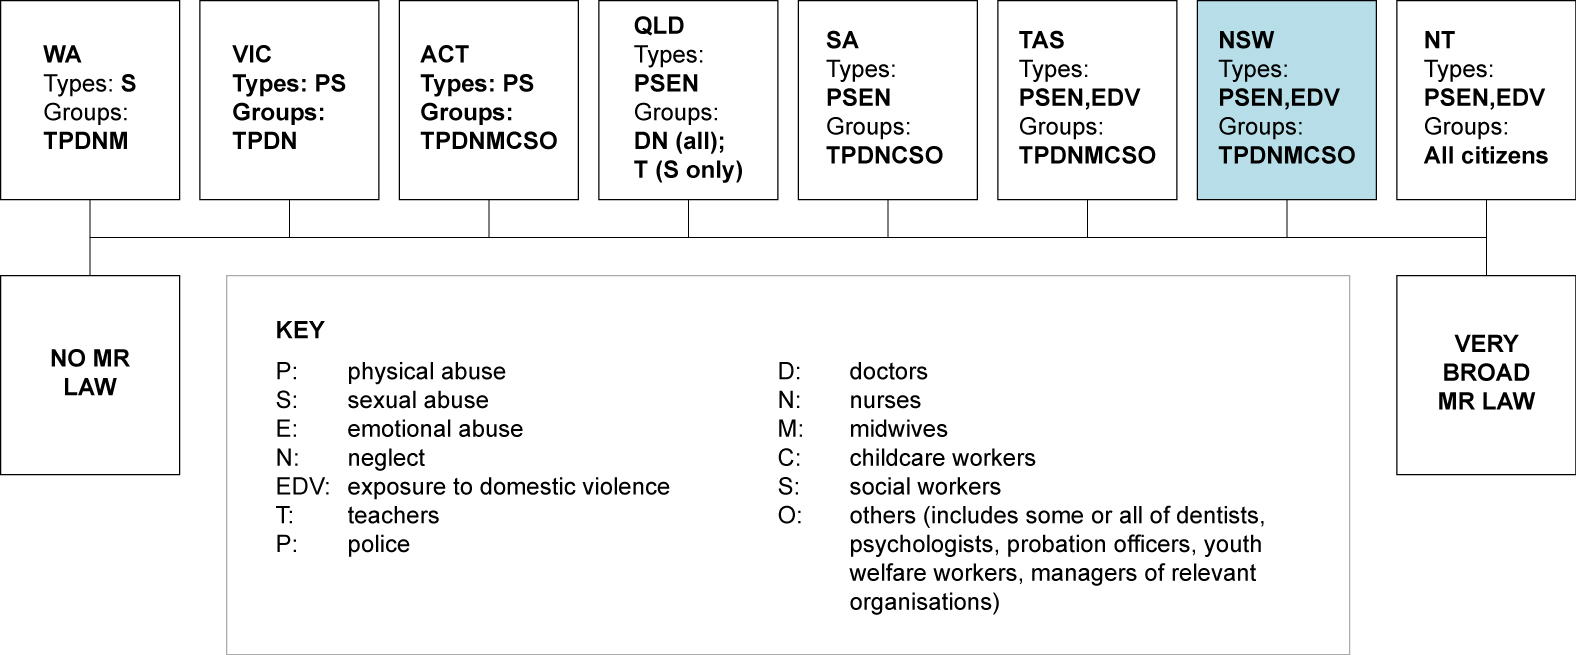 WA
Types: S
Groups:
TPDNM
VIC
Types: PS
Groups:
TPDN
ACT
Types: PS
Groups:
TPDNMCSO
QLD
Types:
PSEN
Groups:
DN (all);
T (S only)
SA
Types:
PSEN
Groups:
TPDNCSO
TAS
Types:
PSEN,EDV
Groups:
TPDNMCSO
NSW
Types:
PSEN,EDV
Groups:
TPDNMCSO
NT
Types:
PSEN,EDV
Groups:
All citizens
NO MR
LAW
KEY
P: physical abuse
S: sexual abuse
E: emotional abuse
N: neglect
EDV: exposure to domestic violence
T: teachers
P: police
D: doctors
N: nurses
M: midwives
C: childcare workers
S: social workers
O: others (includes some or all of dentists,
psychologists, probation officers, youth
welfare workers, managers of relevant
organisations)
VERY
BROAD
MR LAW